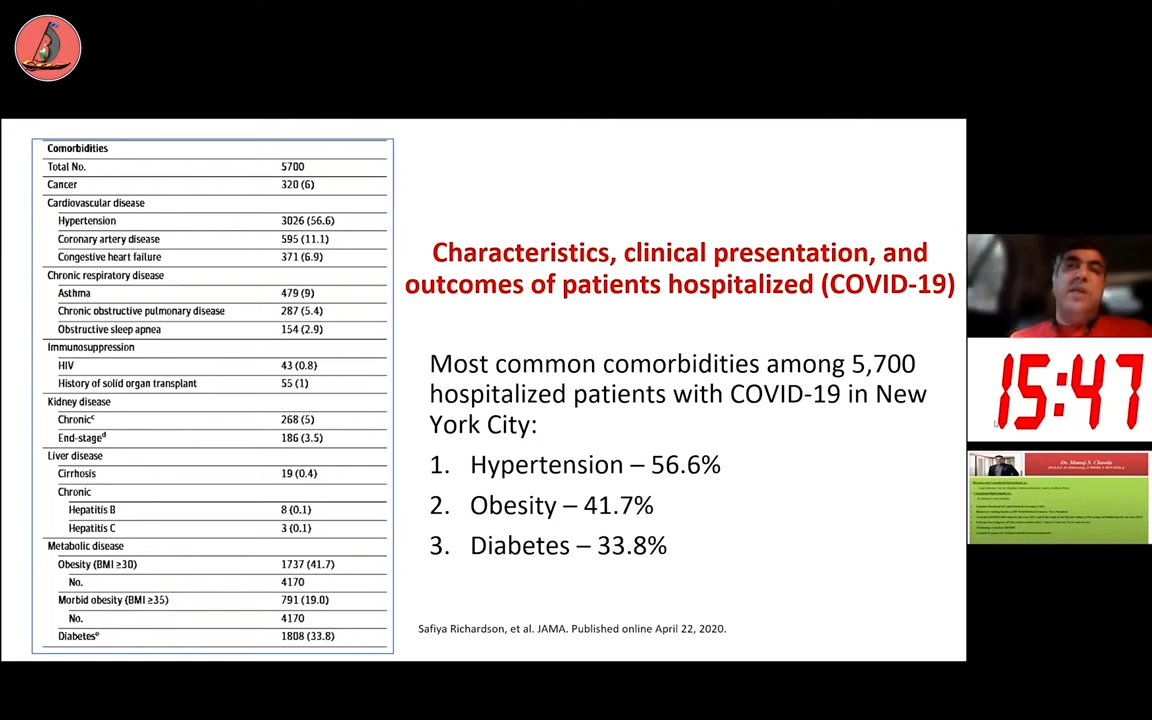 Comorbidities
Total No. 5700
Cancer 320 (6)
Cardiovascular disease
Hypertension 3026 (56.6)
Coronary artery disease 595 (11.1)
Congestive heart failure 371 (6.9)
Chronic respiratory disease
Asthma 479 (9)
Chronic obstructive pulmonary disease 287 (5.4)
Obstructive sleep apnea 154 (2.9)
Immunosuppression
HIV 43 (0.8)
History of solid organ transplant 55 (1)
Kidney disease
Chronicᶜ 268 (5)
End-stageᵈ 186 (3.5)
Liver disease
Cirrhosis 19 (0.4)
Chronic
Hepatitis B 8 (0.1)
Hepatitis C 3 (0.1)
Metabolic disease
Obesity (BMI ≥30) 1737 (41.7)
No. 4170
Morbid obesity (BMI ≥35) 791 (19.0)
No. 4170
Diabetesᵉ 1808 (33.8)
Characteristics, clinical presentation, and
outcomes of patients hospitalized (COVID-19)
Most common comorbidities among 5,700
hospitalized patients with COVID-19 in New
York City:
1. Hypertension – 56.6%
2. Obesity – 41.7%
3. Diabetes – 33.8%
Safiya Richardson, et al. JAMA. Published online April 22, 2020.
15:47
Dr. Manoj S. Chawla